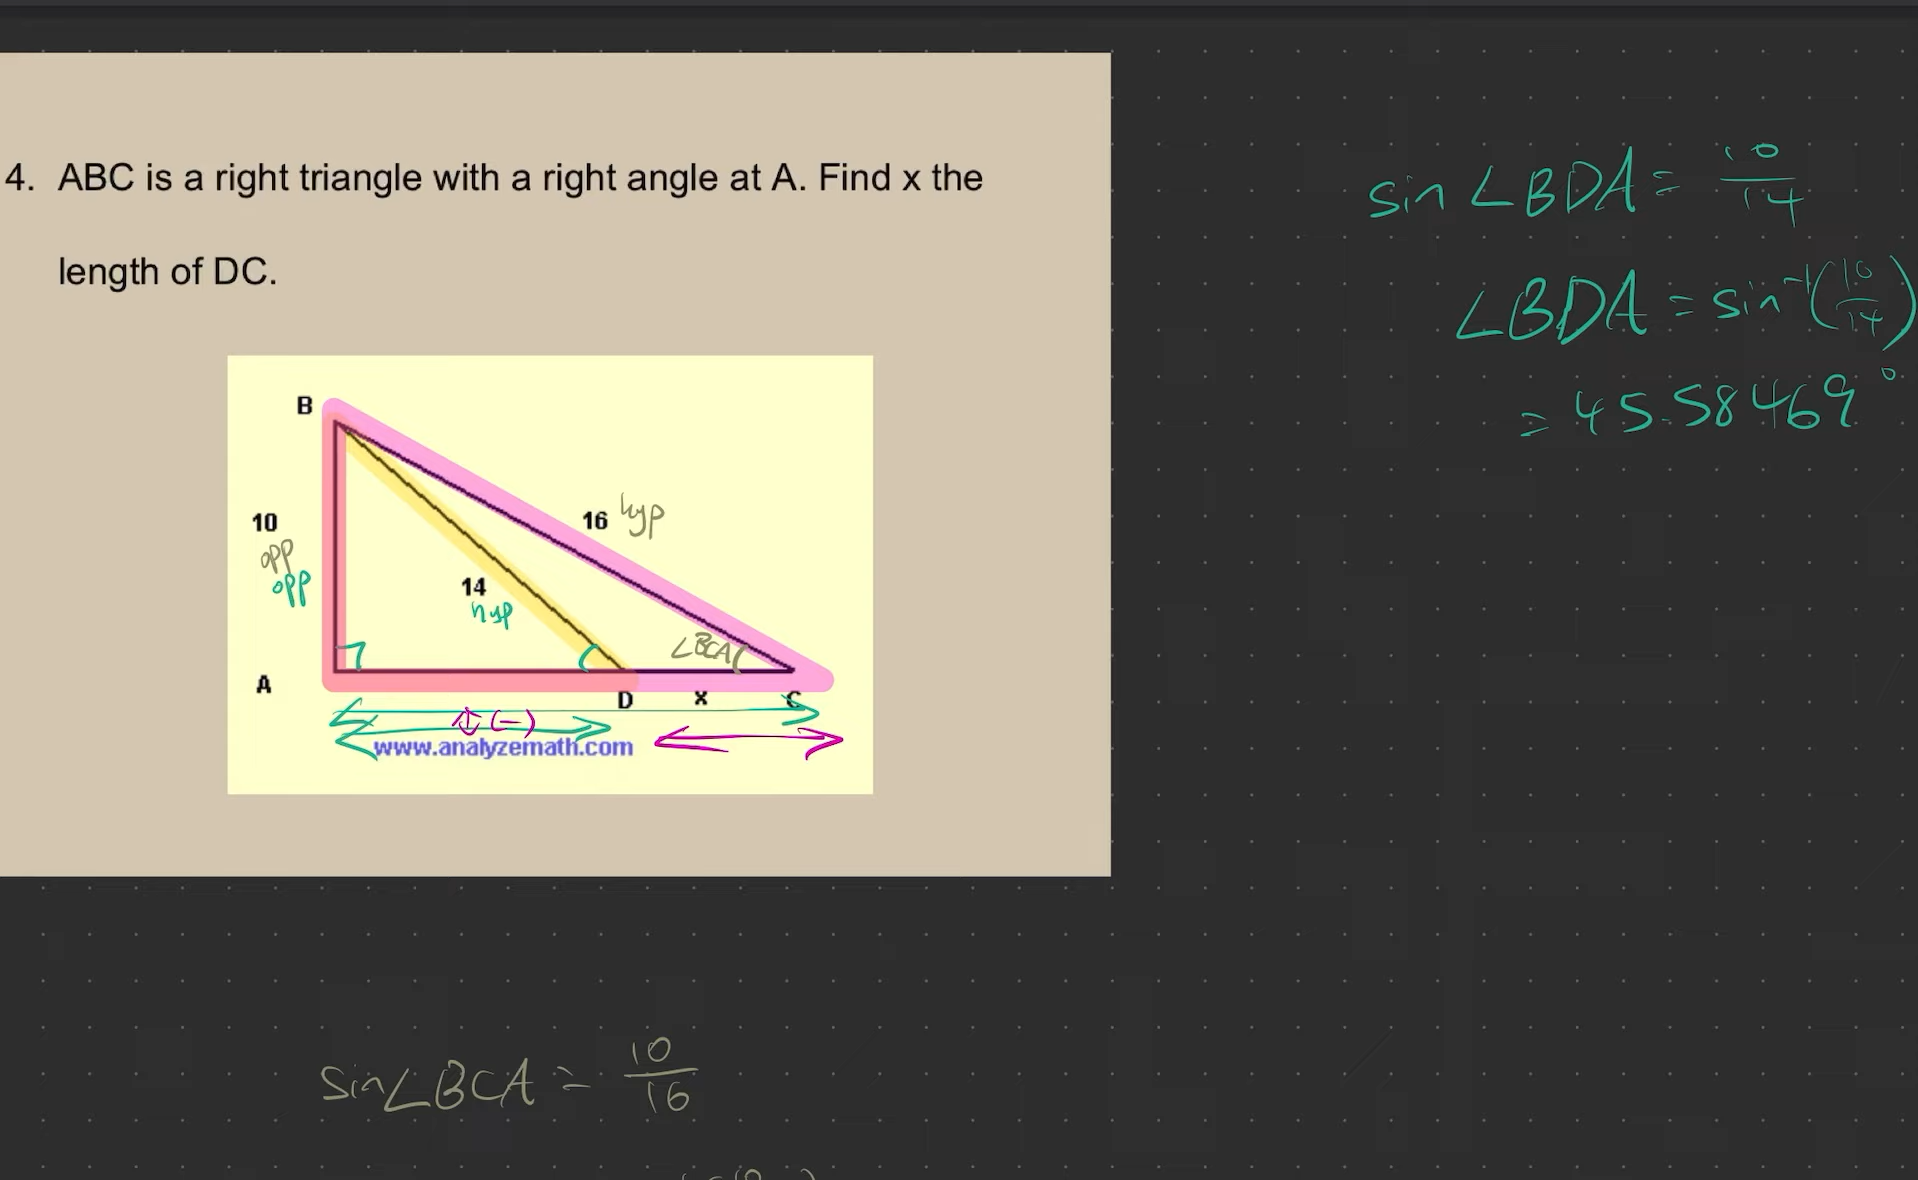 4. ABC is a right triangle with a right angle at A. Find x the
length of DC.
sin ∠BDA = 10/14
∠BDA = sin⁻¹(10/14)
= 45.58469°
B
10
opp
opp
16 hyp
14
hyp
∠BCA
A
D
x
C
(-)
www.analyzemath.com
sin∠BCA = 10/16